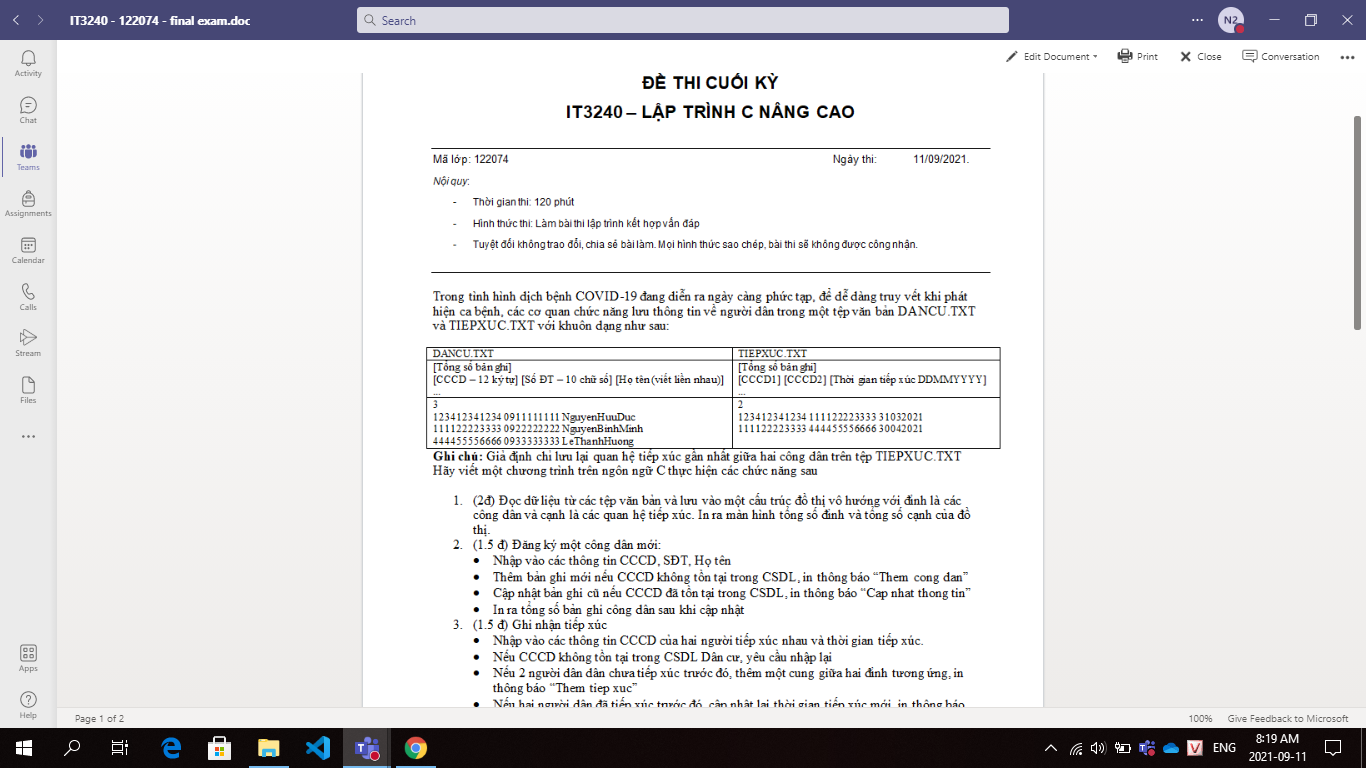 IT3240 - 122074 - final exam.doc
Search
N2
Edit Document
Print
Close
Conversation
Activity
Chat
Teams
Assignments
Calendar
Calls
Stream
Files
Apps
Help
ĐỀ THI CUỐI KỲ
IT3240 – LẬP TRÌNH C NÂNG CAO
Mã lớp: 122074 Ngày thi: 11/09/2021.
Nội quy:
- Thời gian thi: 120 phút
- Hình thức thi: Làm bài thi lập trình kết hợp vấn đáp
- Tuyệt đối không trao đổi, chia sẻ bài làm. Mọi hình thức sao chép, bài thi sẽ không được công nhận.
Trong tình hình dịch bệnh COVID-19 đang diễn ra ngày càng phức tạp, để dễ dàng truy vết khi phát
hiện ca bệnh, các cơ quan chức năng lưu thông tin về người dân trong một tệp văn bản DANCU.TXT
và TIEPXUC.TXT với khuôn dạng như sau:
DANCU.TXT TIEPXUC.TXT
[Tổng số bản ghi] [Tổng số bản ghi]
[CCCD – 12 ký tự] [Số ĐT – 10 chữ số] [Họ tên (viết liền nhau)] [CCCD1] [CCCD2] [Thời gian tiếp xúc DDMMYYYY]
... ...
3 2
123412341234 0911111111 NguyenHuuDuc 123412341234 111122223333 31032021
111122223333 0922222222 NguyenBinhMinh 111122223333 444455556666 30042021
444455556666 0933333333 LeThanhHuong
Ghi chú: Giả định chỉ lưu lại quan hệ tiếp xúc gần nhất giữa hai công dân trên tệp TIEPXUC.TXT
Hãy viết một chương trình trên ngôn ngữ C thực hiện các chức năng sau
1. (2đ) Đọc dữ liệu từ các tệp văn bản và lưu vào một cấu trúc đồ thị vô hướng với đỉnh là các
công dân và cạnh là các quan hệ tiếp xúc. In ra màn hình tổng số đỉnh và tổng số cạnh của đồ
thị.
2. (1.5 đ) Đăng ký một công dân mới:
• Nhập vào các thông tin CCCD, SĐT, Họ tên
• Thêm bản ghi mới nếu CCCD không tồn tại trong CSDL, in thông báo “Them cong dan”
• Cập nhật bản ghi cũ nếu CCCD đã tồn tại trong CSDL, in thông báo “Cap nhat thong tin”
• In ra tổng số bản ghi công dân sau khi cập nhật
3. (1.5 đ) Ghi nhận tiếp xúc
• Nhập vào các thông tin CCCD của hai người tiếp xúc nhau và thời gian tiếp xúc.
• Nếu CCCD không tồn tại trong CSDL Dân cư, yêu cầu nhập lại
• Nếu 2 người dân dân chưa tiếp xúc trước đó, thêm một cung giữa hai đỉnh tương ứng, in
thông báo “Them tiep xuc”
• Nếu hai người dân đã tiếp xúc trước đó, cập nhật lại thời gian tiếp xúc mới, in thông báo
Page 1 of 2
100% Give Feedback to Microsoft
V
ENG
8:19 AM
2021-09-11